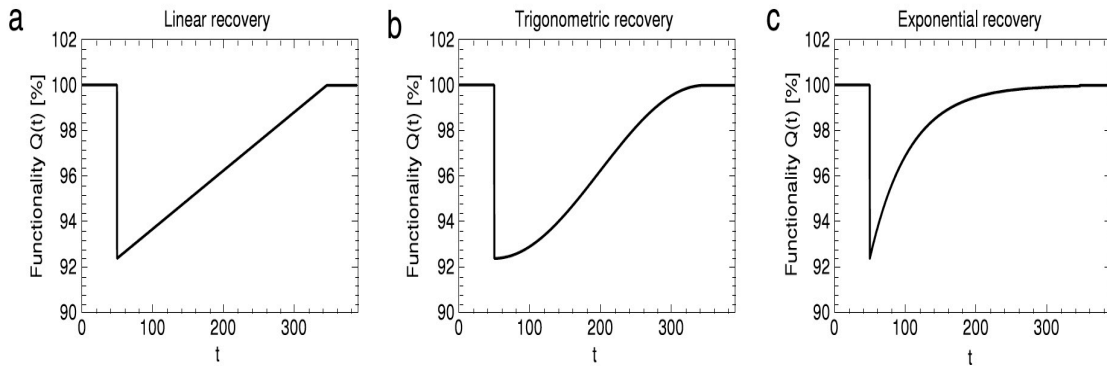 a
Linear recovery
102
100
98
96
94
92
90
Functionality Q(t) [%]
0 100 200 300
t
b
Trigonometric recovery
102
100
98
96
94
92
90
Functionality Q(t) [%]
0 100 200 300
t
c
Exponential recovery
102
100
98
96
94
92
90
Functionality Q(t) [%]
0 100 200 300
t